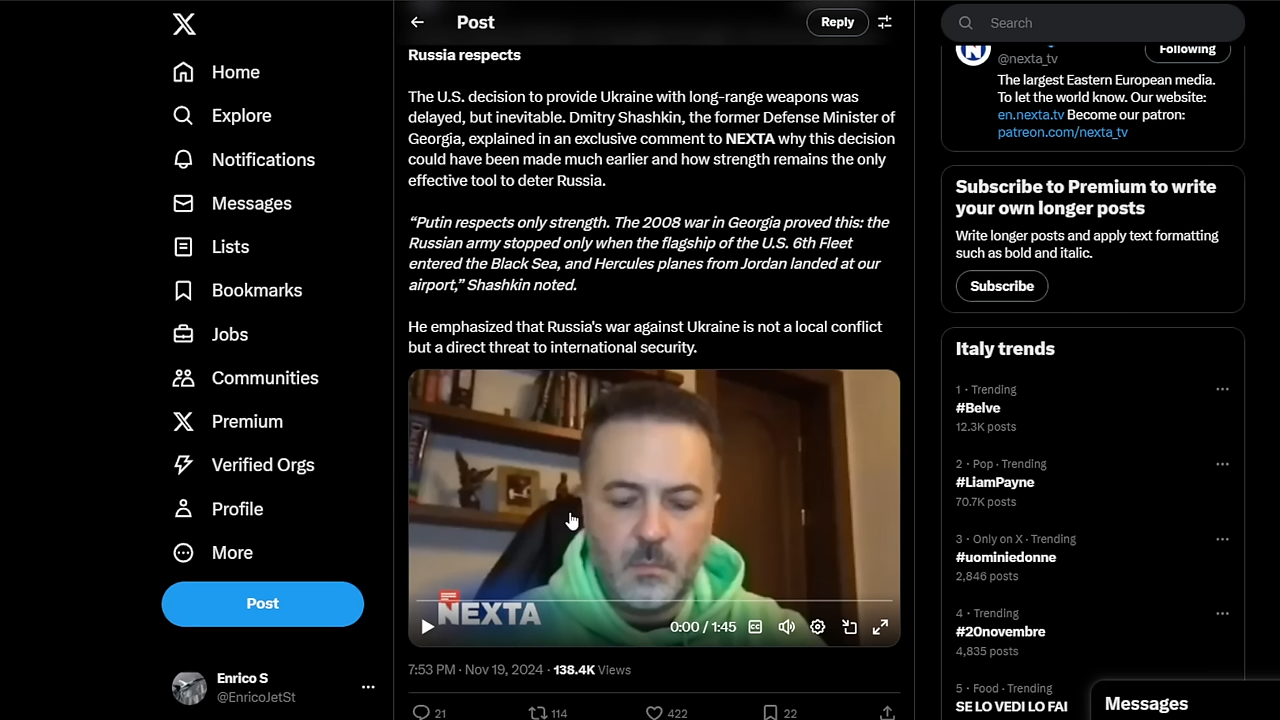 Home
Explore
Notifications
Messages
Lists
Bookmarks
Jobs
Communities
Premium
Verified Orgs
Profile
More
Post
Enrico S
@EnricoJetSt
Post
Reply
Russia respects
The U.S. decision to provide Ukraine with long-range weapons was
delayed, but inevitable. Dmitry Shashkin, the former Defense Minister of
Georgia, explained in an exclusive comment to NEXTA why this decision
could have been made much earlier and how strength remains the only
effective tool to deter Russia.
“Putin respects only strength. The 2008 war in Georgia proved this: the
Russian army stopped only when the flagship of the U.S. 6th Fleet
entered the Black Sea, and Hercules planes from Jordan landed at our
airport,” Shashkin noted.
He emphasized that Russia's war against Ukraine is not a local conflict
but a direct threat to international security.
NEXTA
0:00 / 1:45
7:53 PM · Nov 19, 2024 · 138.4K Views
21 114 422 22
Search
@nexta_tv
Following
The largest Eastern European media.
To let the world know. Our website:
en.nexta.tv Become our patron:
patreon.com/nexta_tv
Subscribe to Premium to write
your own longer posts
Write longer posts and apply text formatting
such as bold and italic.
Subscribe
Italy trends
1 · Trending
#Belve
12.3K posts
2 · Pop · Trending
#LiamPayne
70.7K posts
3 · Only on X · Trending
#uominiedonne
2,846 posts
4 · Trending
#20novembre
4,835 posts
5 · Food · Trending
SE LO VEDI LO FAI
Messages